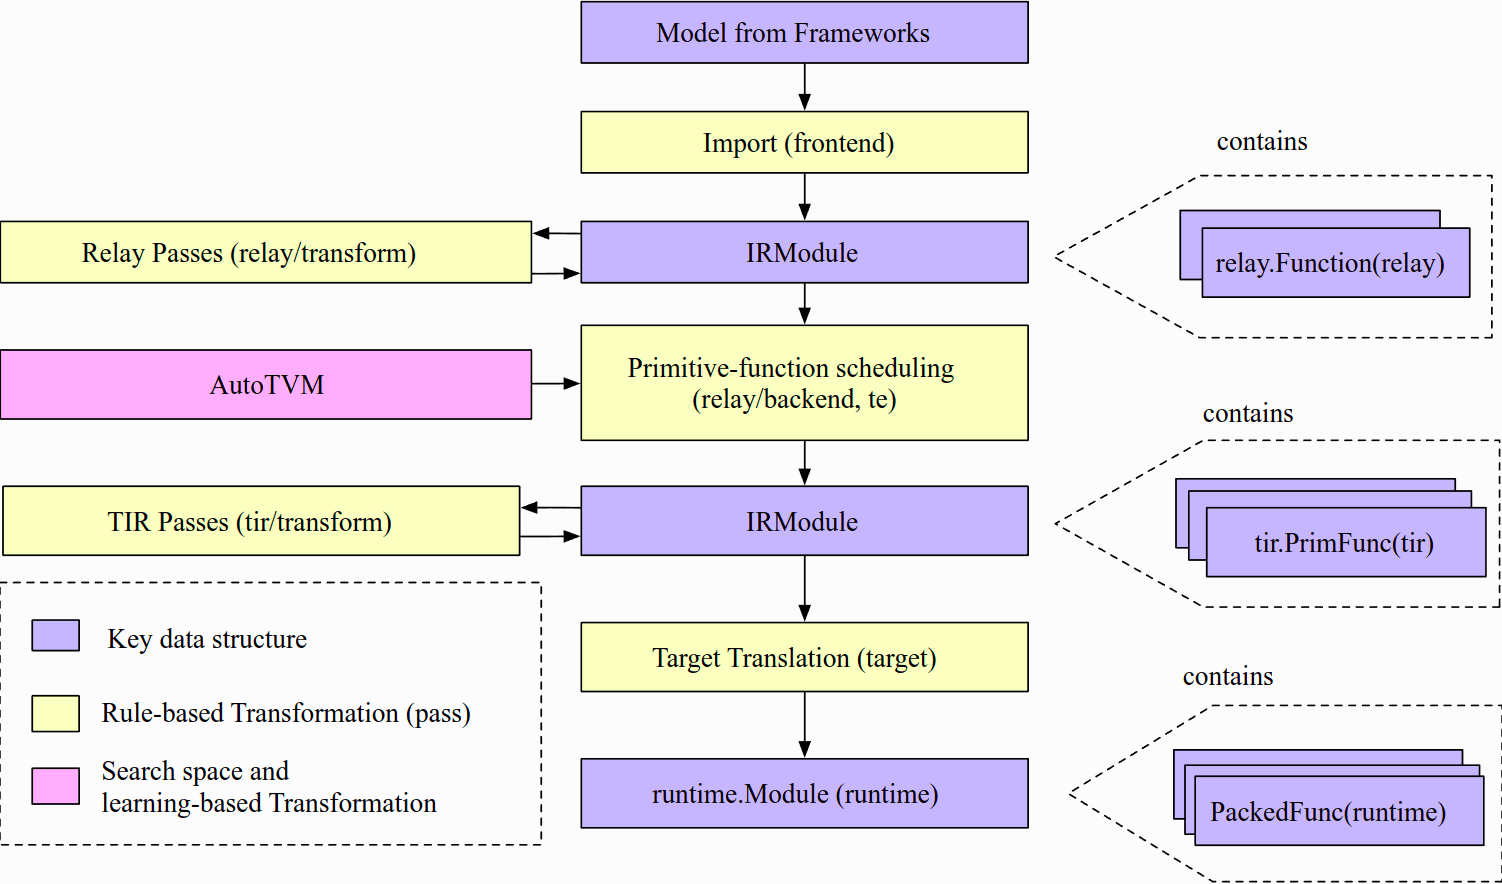 Model from Frameworks
Import (frontend)
contains
Relay Passes (relay/transform)
IRModule
relay.Function(relay)
AutoTVM
Primitive-function scheduling
(relay/backend, te)
contains
TIR Passes (tir/transform)
IRModule
tir.PrimFunc(tir)
Key data structure
Rule-based Transformation (pass)
Search space and
learning-based Transformation
Target Translation (target)
contains
runtime.Module (runtime)
PackedFunc(runtime)